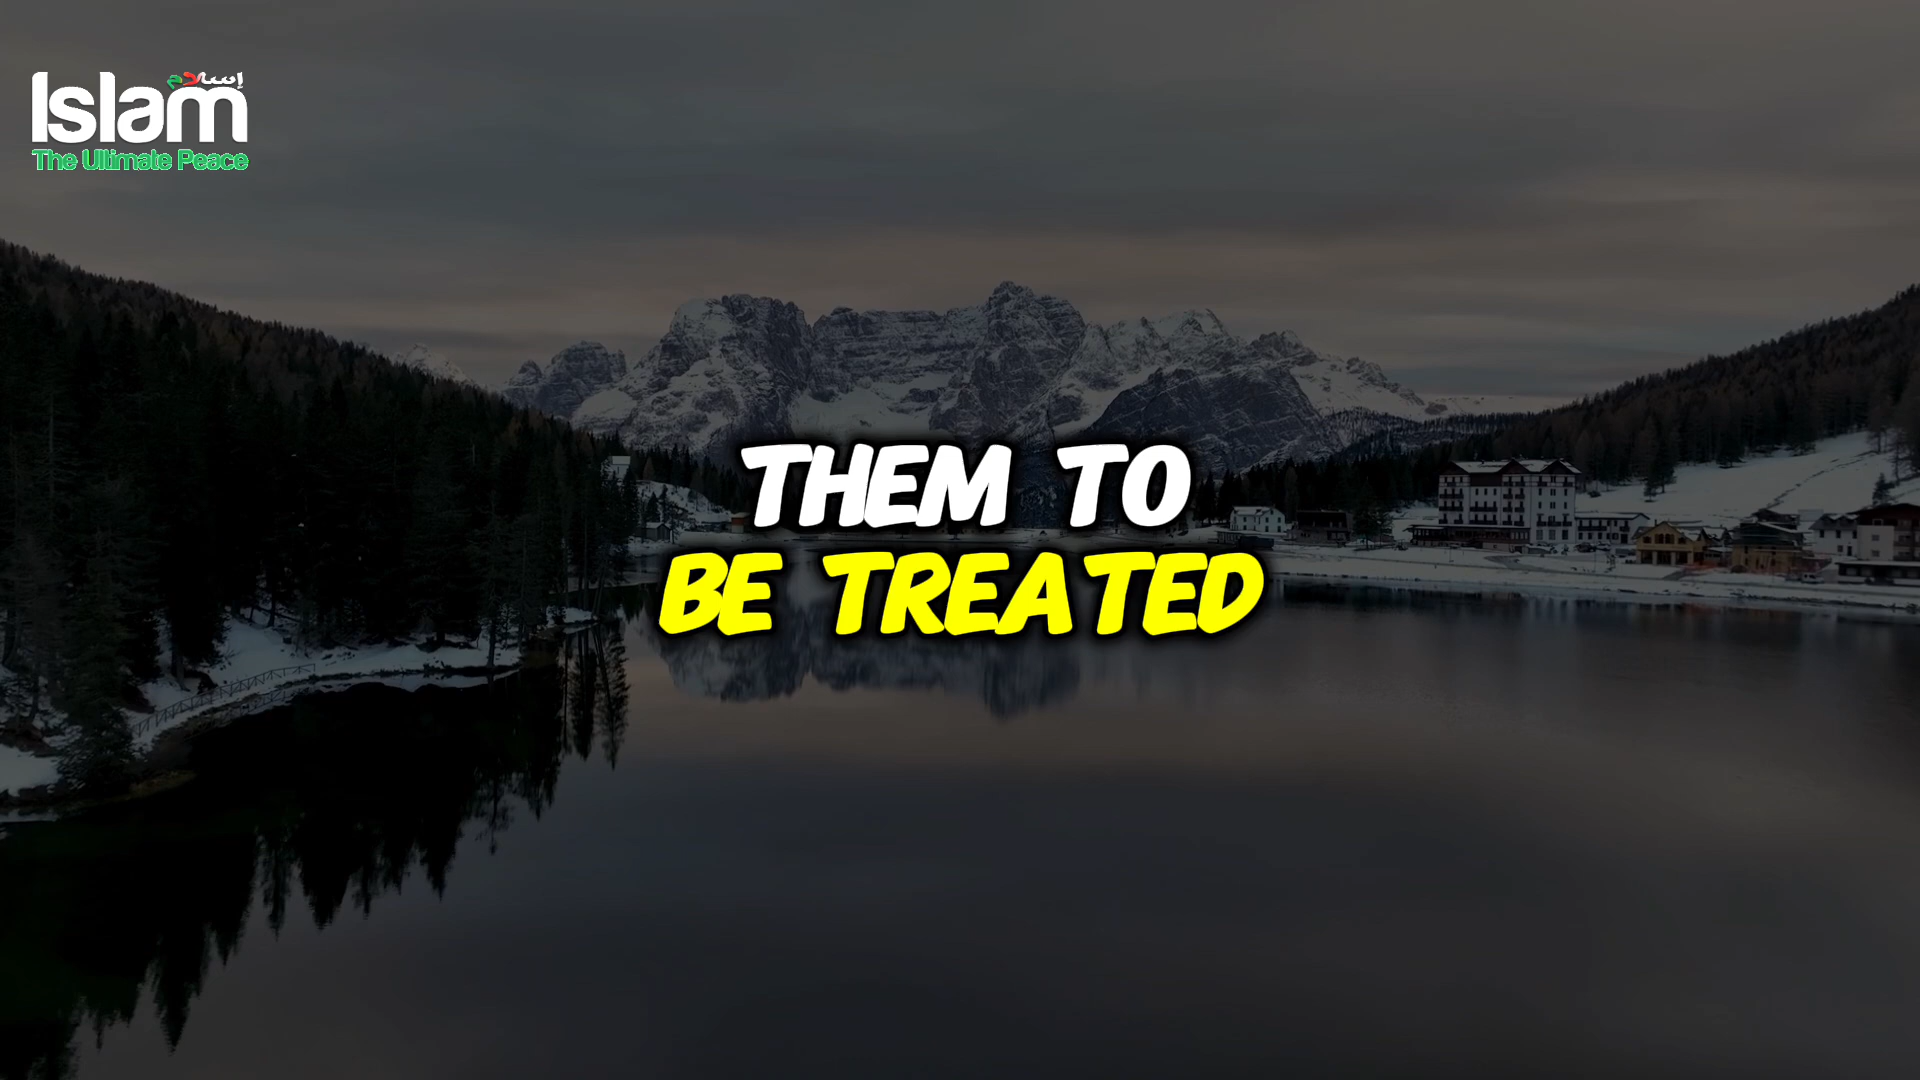 إسلام
Islam
The Ultimate Peace
THEM TO
BE TREATED